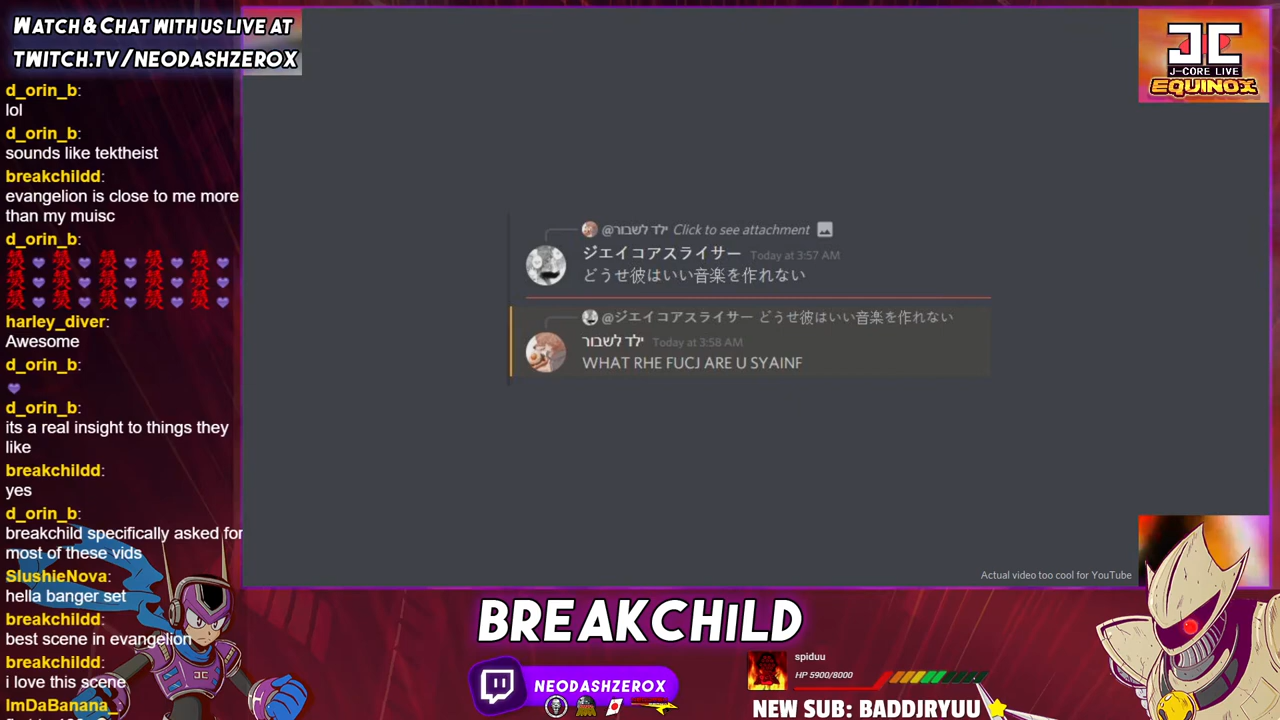 WATCH & CHAT WITH US LIVE AT
TWITCH.TV/NEODASHZEROX
d_orin_b:
lol
d_orin_b:
sounds like tektheist
breakchildd:
evangelion is close to me more
than my muisc
d_orin_b:
harley_diver:
Awesome
d_orin_b:
d_orin_b:
its a real insight to things they
like
breakchildd:
yes
d_orin_b:
breakchild specifically asked for
most of these vids
SlushieNova:
hella banger set
breakchildd:
best scene in evangelion
breakchildd:
i love this scene
ImDaBanana_:
JC
J-CORE LIVE
EQUINOX
@ילד לשבור Click to see attachment
ジエイコアスライサー Today at 3:57 AM
どうせ彼はいい音楽を作れない
@ジエイコアスライサー どうせ彼はいい音楽を作れない
ילד לשבור Today at 3:58 AM
WHAT RHE FUCJ ARE U SYAINF
Actual video too cool for YouTube
BREAKCHILD
NEODASHZEROX
spiduu
HP 5900/8000
NEW SUB: BADDJRYUU